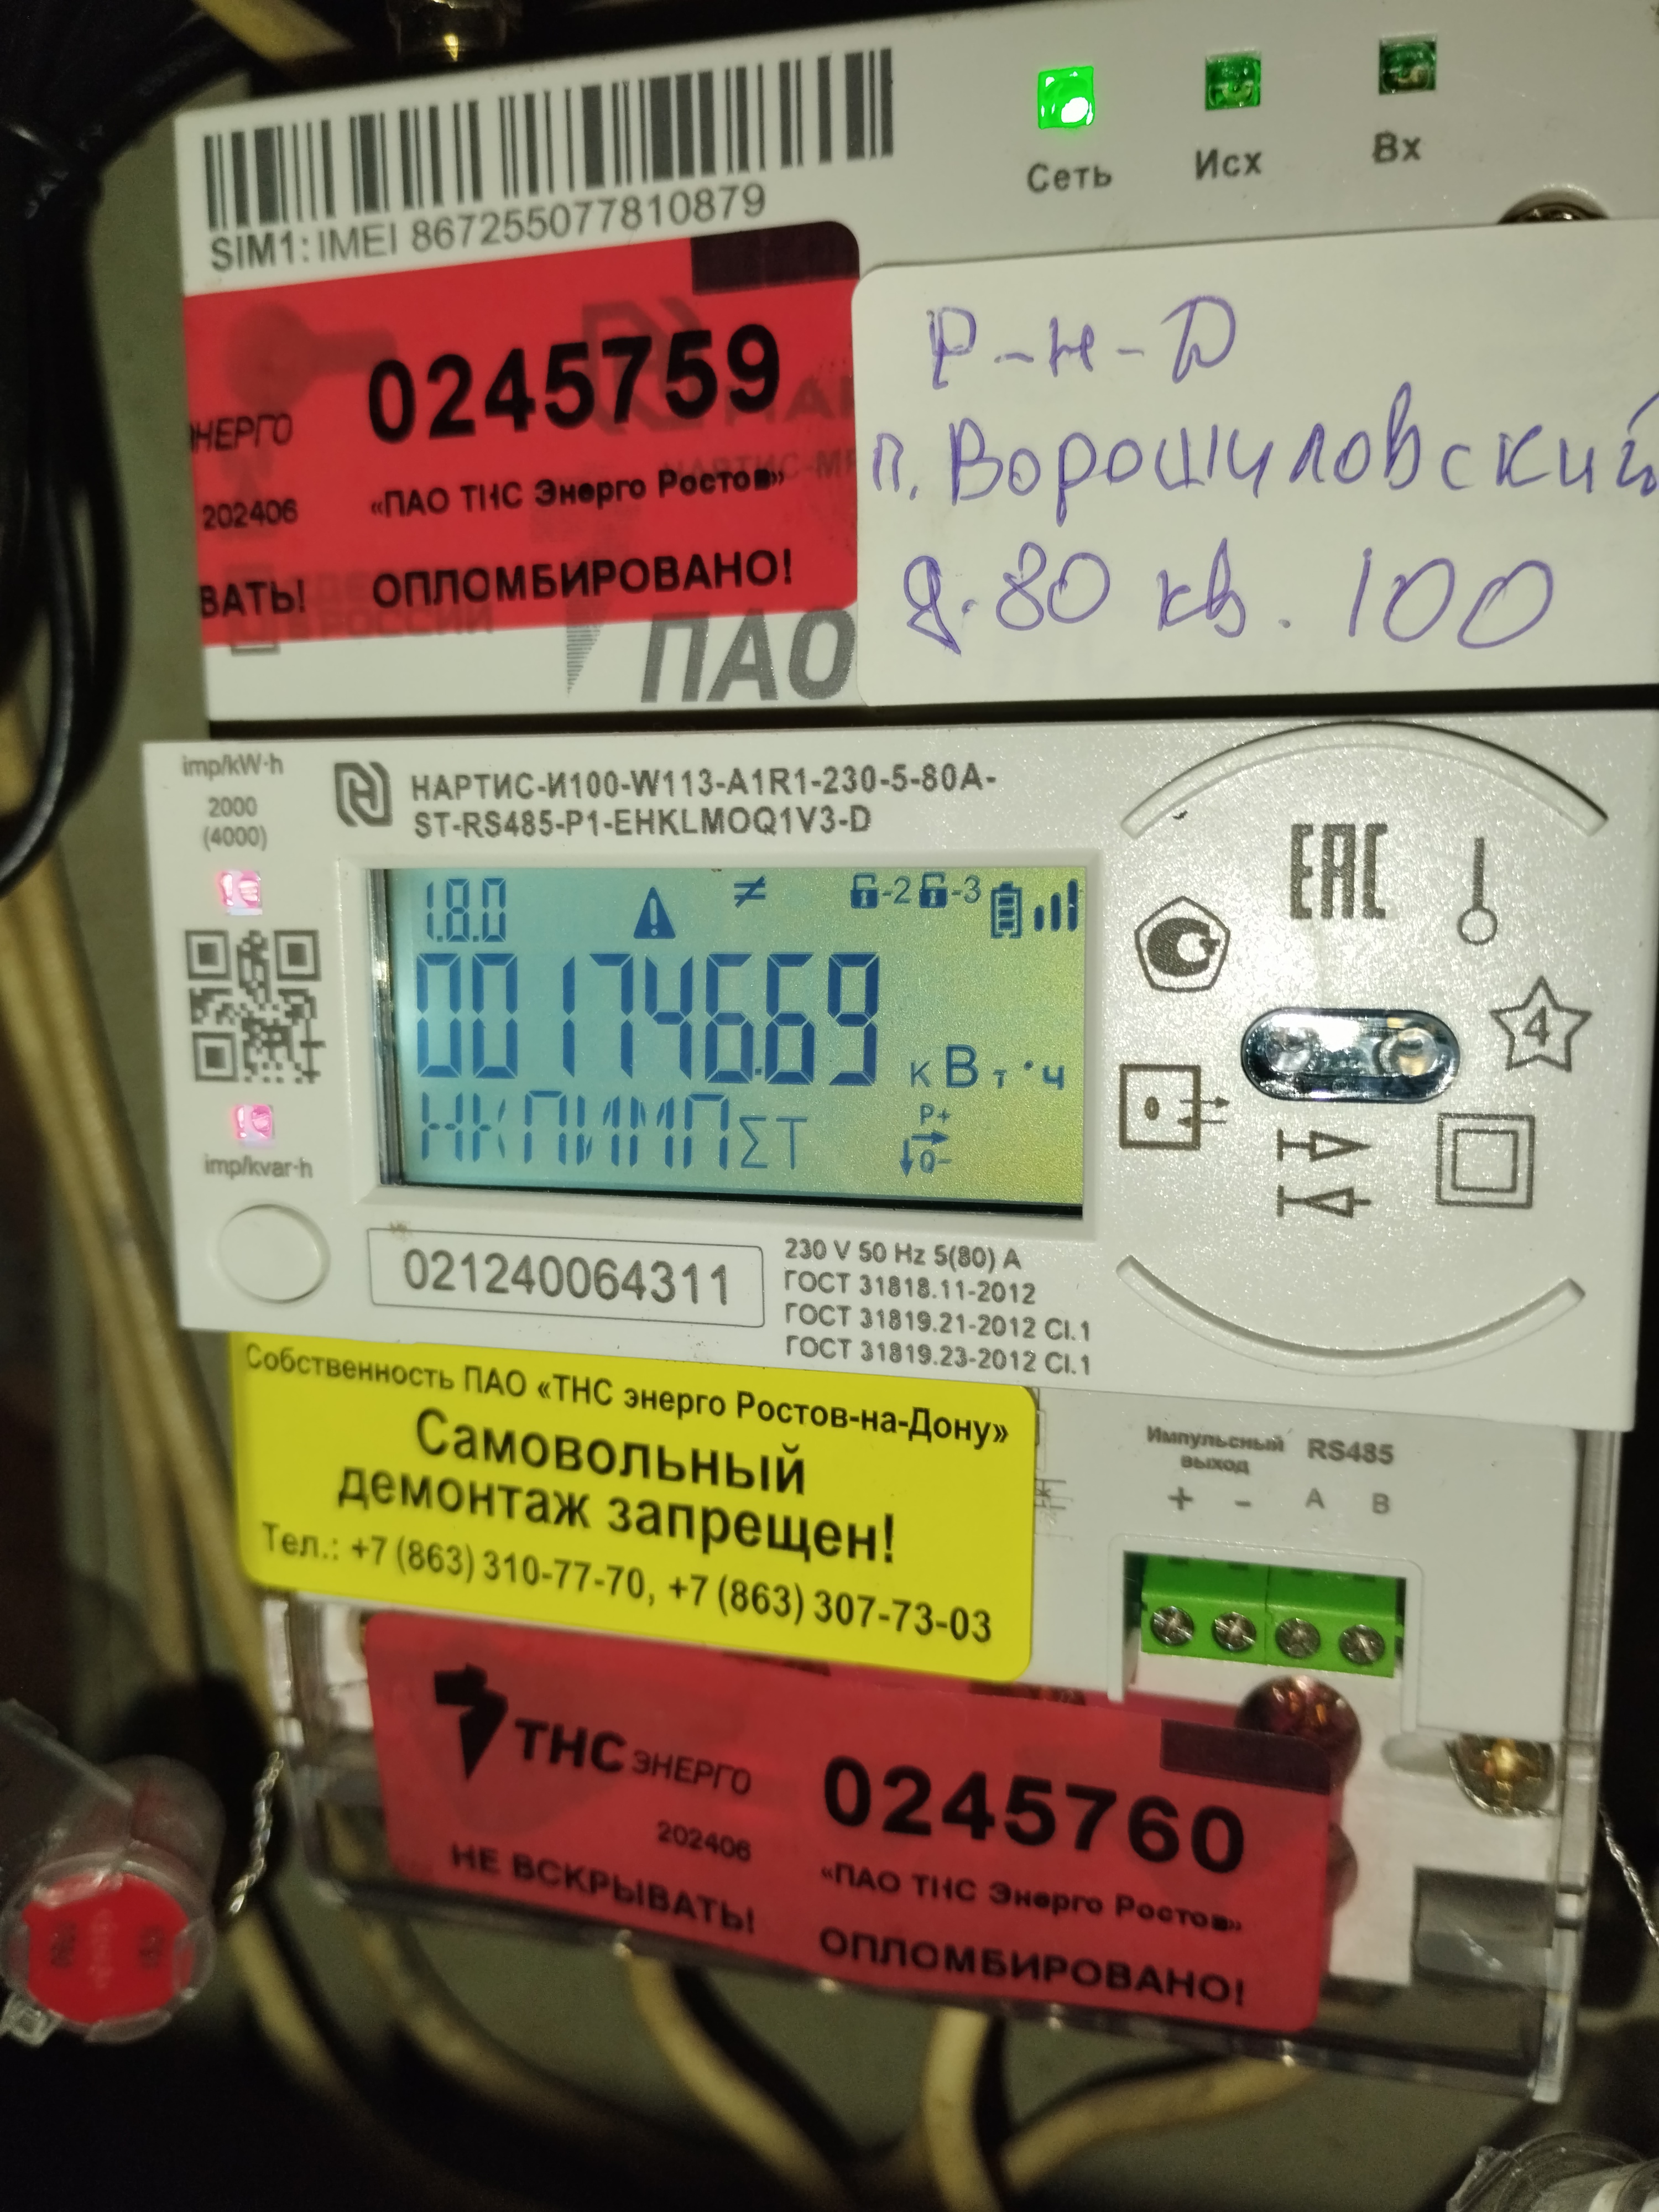 Сеть
Исх
Вх
SIM1: IMEI 867255077810879
0245759
ЭНЕРГО
202406
«ПАО ТНС Энерго Ростов»
ВАТЬ! ОПЛОМБИРОВАНО!
ПАО
Р-н-Д
п. Ворошиловский
д. 80 кв. 100
imp/kW·h
2000
(4000)
НАРТИС-И100-W113-A1R1-230-5-80A-
ST-RS485-P1-EHKLMOQ1V3-D
EAC
1.8.0 ≠ -2 -3
001746.69 кВт·ч
НКПИМП ΣТ
P+
Q-
4
0
imp/kvar·h
021240064311
230 V 50 Hz 5(80) A
ГОСТ 31818.11-2012
ГОСТ 31819.21-2012 Cl.1
ГОСТ 31819.23-2012 Cl.1
Собственность ПАО «ТНС энерго Ростов-на-Дону»
Самовольный
демонтаж запрещен!
Тел.: +7 (863) 310-77-70, +7 (863) 307-73-03
Импульсный
выход
RS485
+ - A B
ТНС ЭНЕРГО
0245760
202406
«ПАО ТНС Энерго Ростов»
НЕ ВСКРЫВАТЬ! ОПЛОМБИРОВАНО!